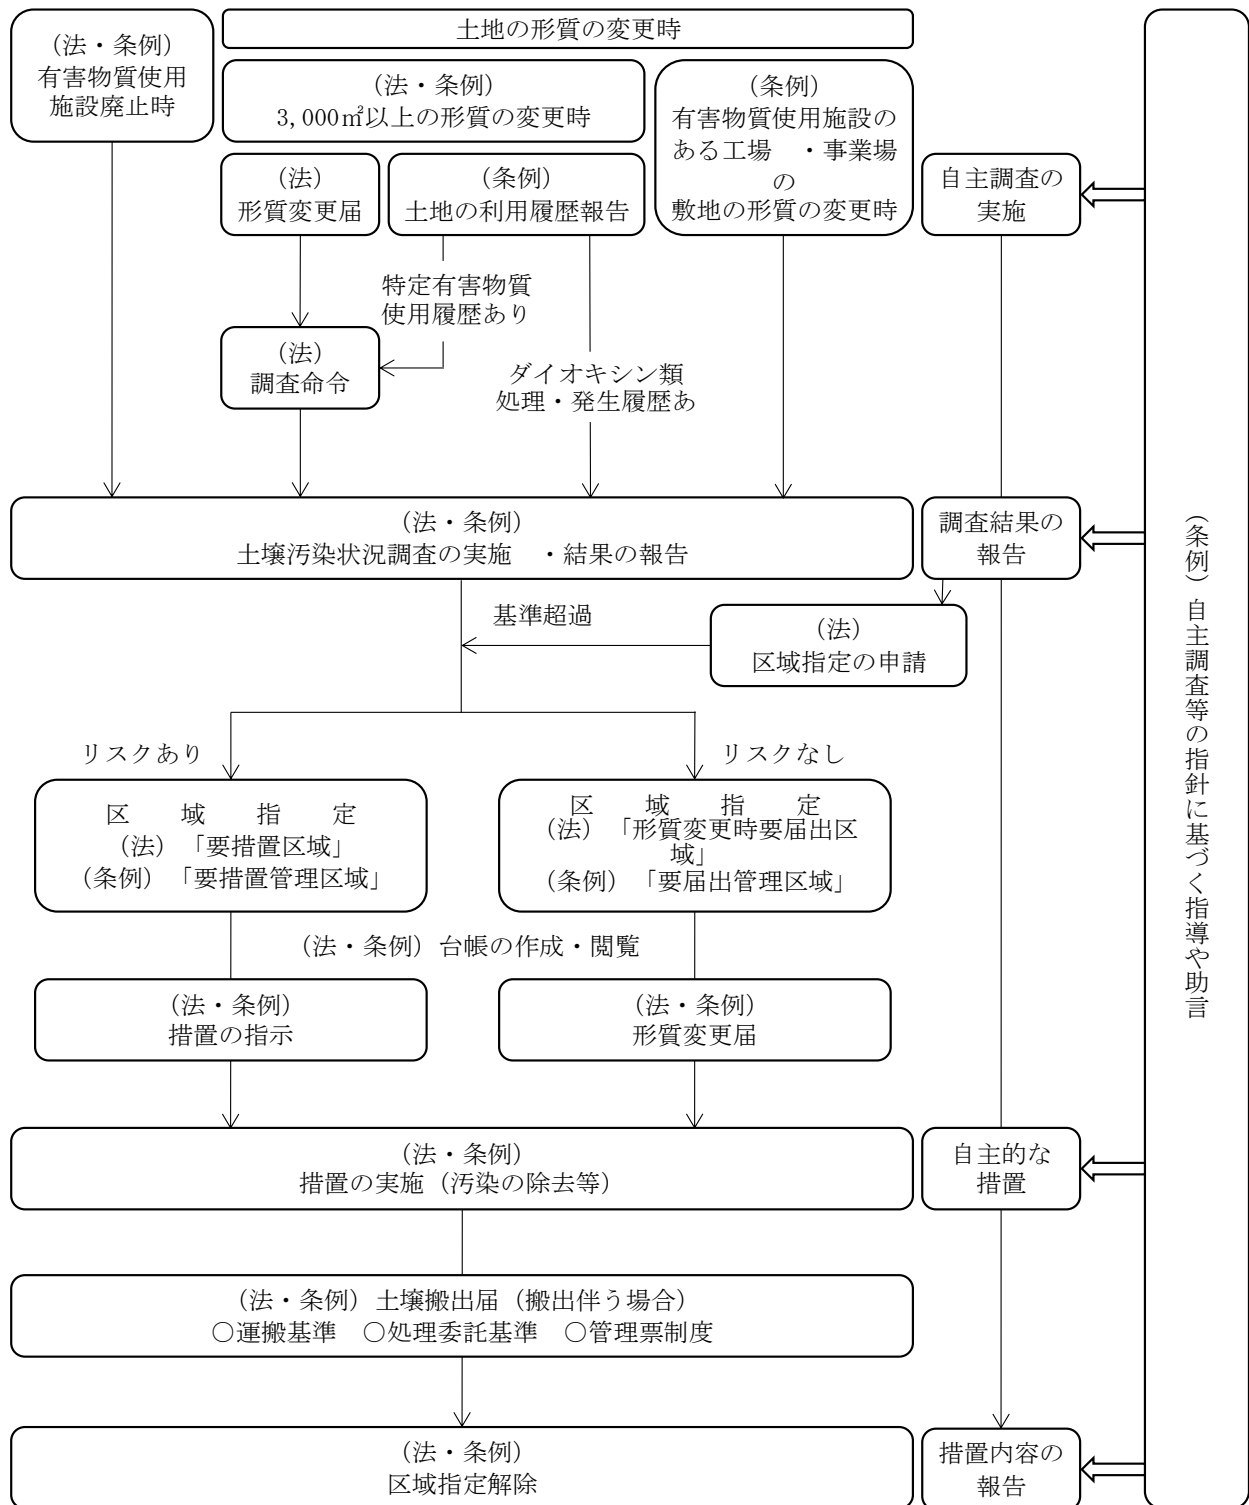 (法・条例)
有害物質使用
施設廃止時
土地の形質の変更時
(法・条例)
3,000㎡以上の形質の変更時
(条例)
有害物質使用施設の
ある工場 ・事業場
の
敷地の形質の変更時
(法)
形質変更届
(条例)
土地の利用履歴報告
自主調査の
実施
特定有害物質
使用履歴あり
(法)
調査命令
ダイオキシン類
処理・発生履歴あ
(法・条例)
土壌汚染状況調査の実施 ・結果の報告
調査結果の
報告
(条例)自主調査等の指針に基づく指導や助言
基準超過
(法)
区域指定の申請
リスクあり
リスクなし
区 域 指 定
(法)「要措置区域」
(条例)「要措置管理区域」
区 域 指 定
(法)「形質変更時要届出区
域」
(条例)「要届出管理区域」
(法・条例)台帳の作成・閲覧
(法・条例)
措置の指示
(法・条例)
形質変更届
(法・条例)
措置の実施(汚染の除去等)
自主的な
措置
(法・条例)土壌搬出届(搬出伴う場合)
○運搬基準 ○処理委託基準 ○管理票制度
(法・条例)
区域指定解除
措置内容の
報告